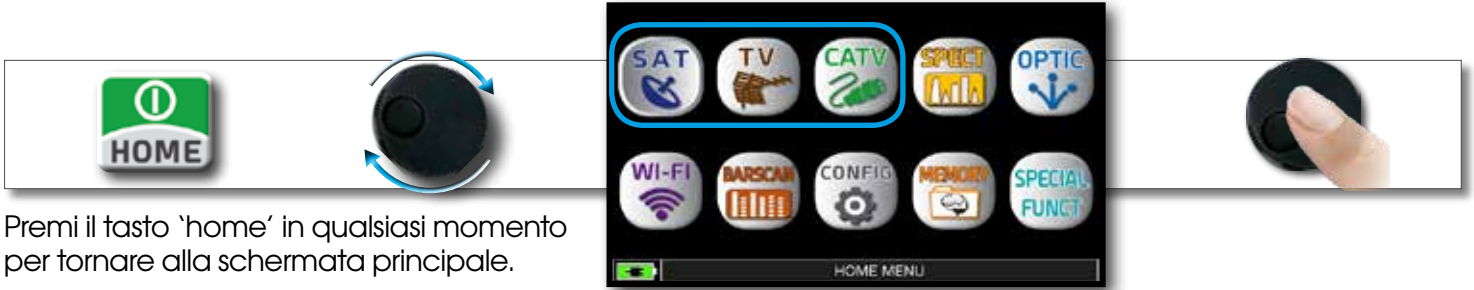 HOME
SAT TV CATV SPECT OPTIC
WI-FI BARSCAN CONFIG MEMORY SPECIAL FUNCT
HOME MENU
Premi il tasto ‘home’ in qualsiasi momento
per tornare alla schermata principale.